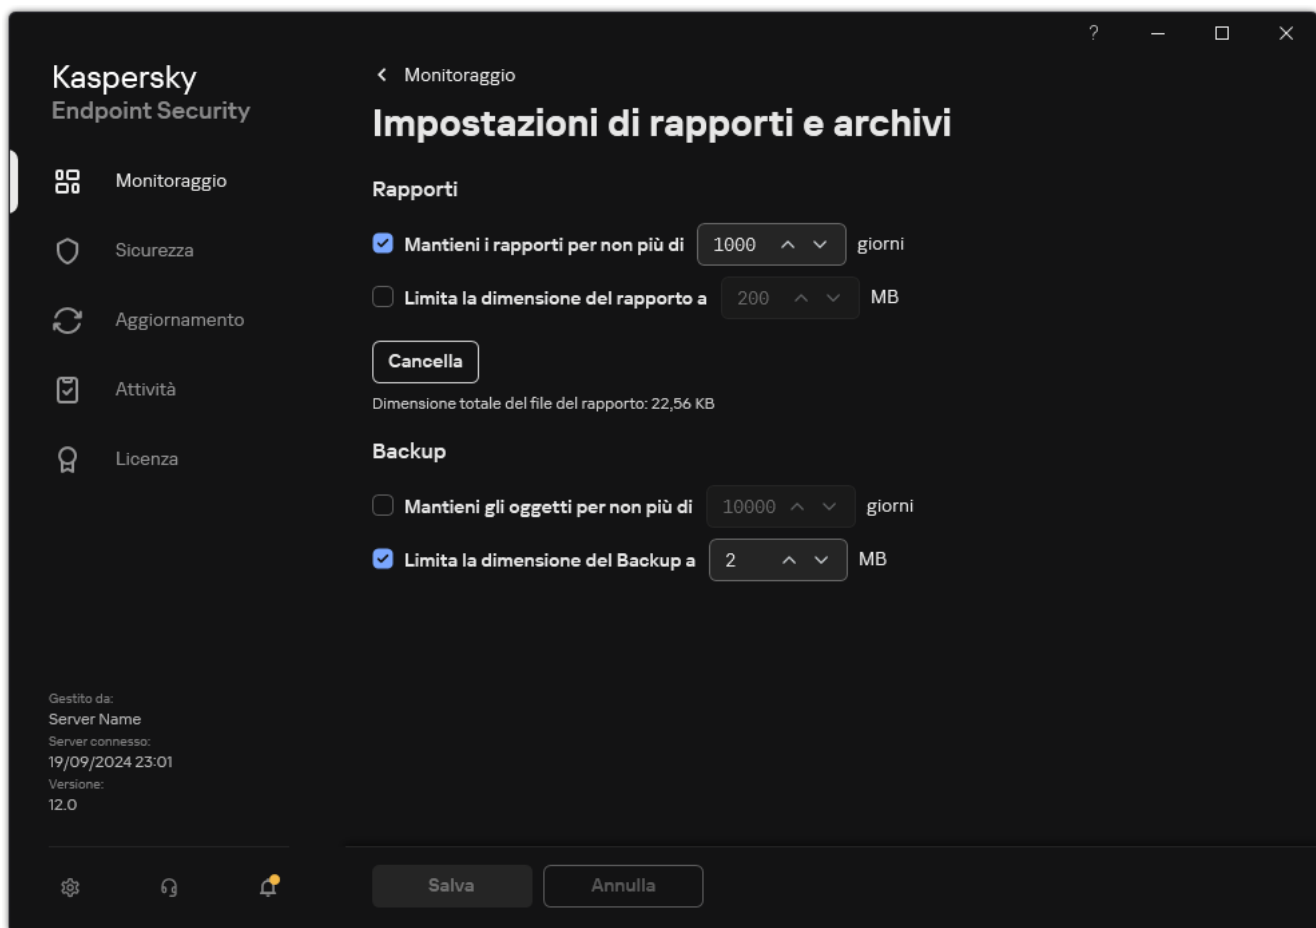 ?
Kaspersky
Endpoint Security
Monitoraggio
Sicurezza
Aggiornamento
Attività
Licenza
Gestito da:
Server Name
Server connesso:
19/09/2024 23:01
Versione:
12.0
Monitoraggio
Impostazioni di rapporti e archivi
Rapporti
Mantieni i rapporti per non più di 1000 giorni
Limita la dimensione del rapporto a 200 MB
Cancella
Dimensione totale del file del rapporto: 22,56 KB
Backup
Mantieni gli oggetti per non più di 10000 giorni
Limita la dimensione del Backup a 2 MB
Salva Annulla